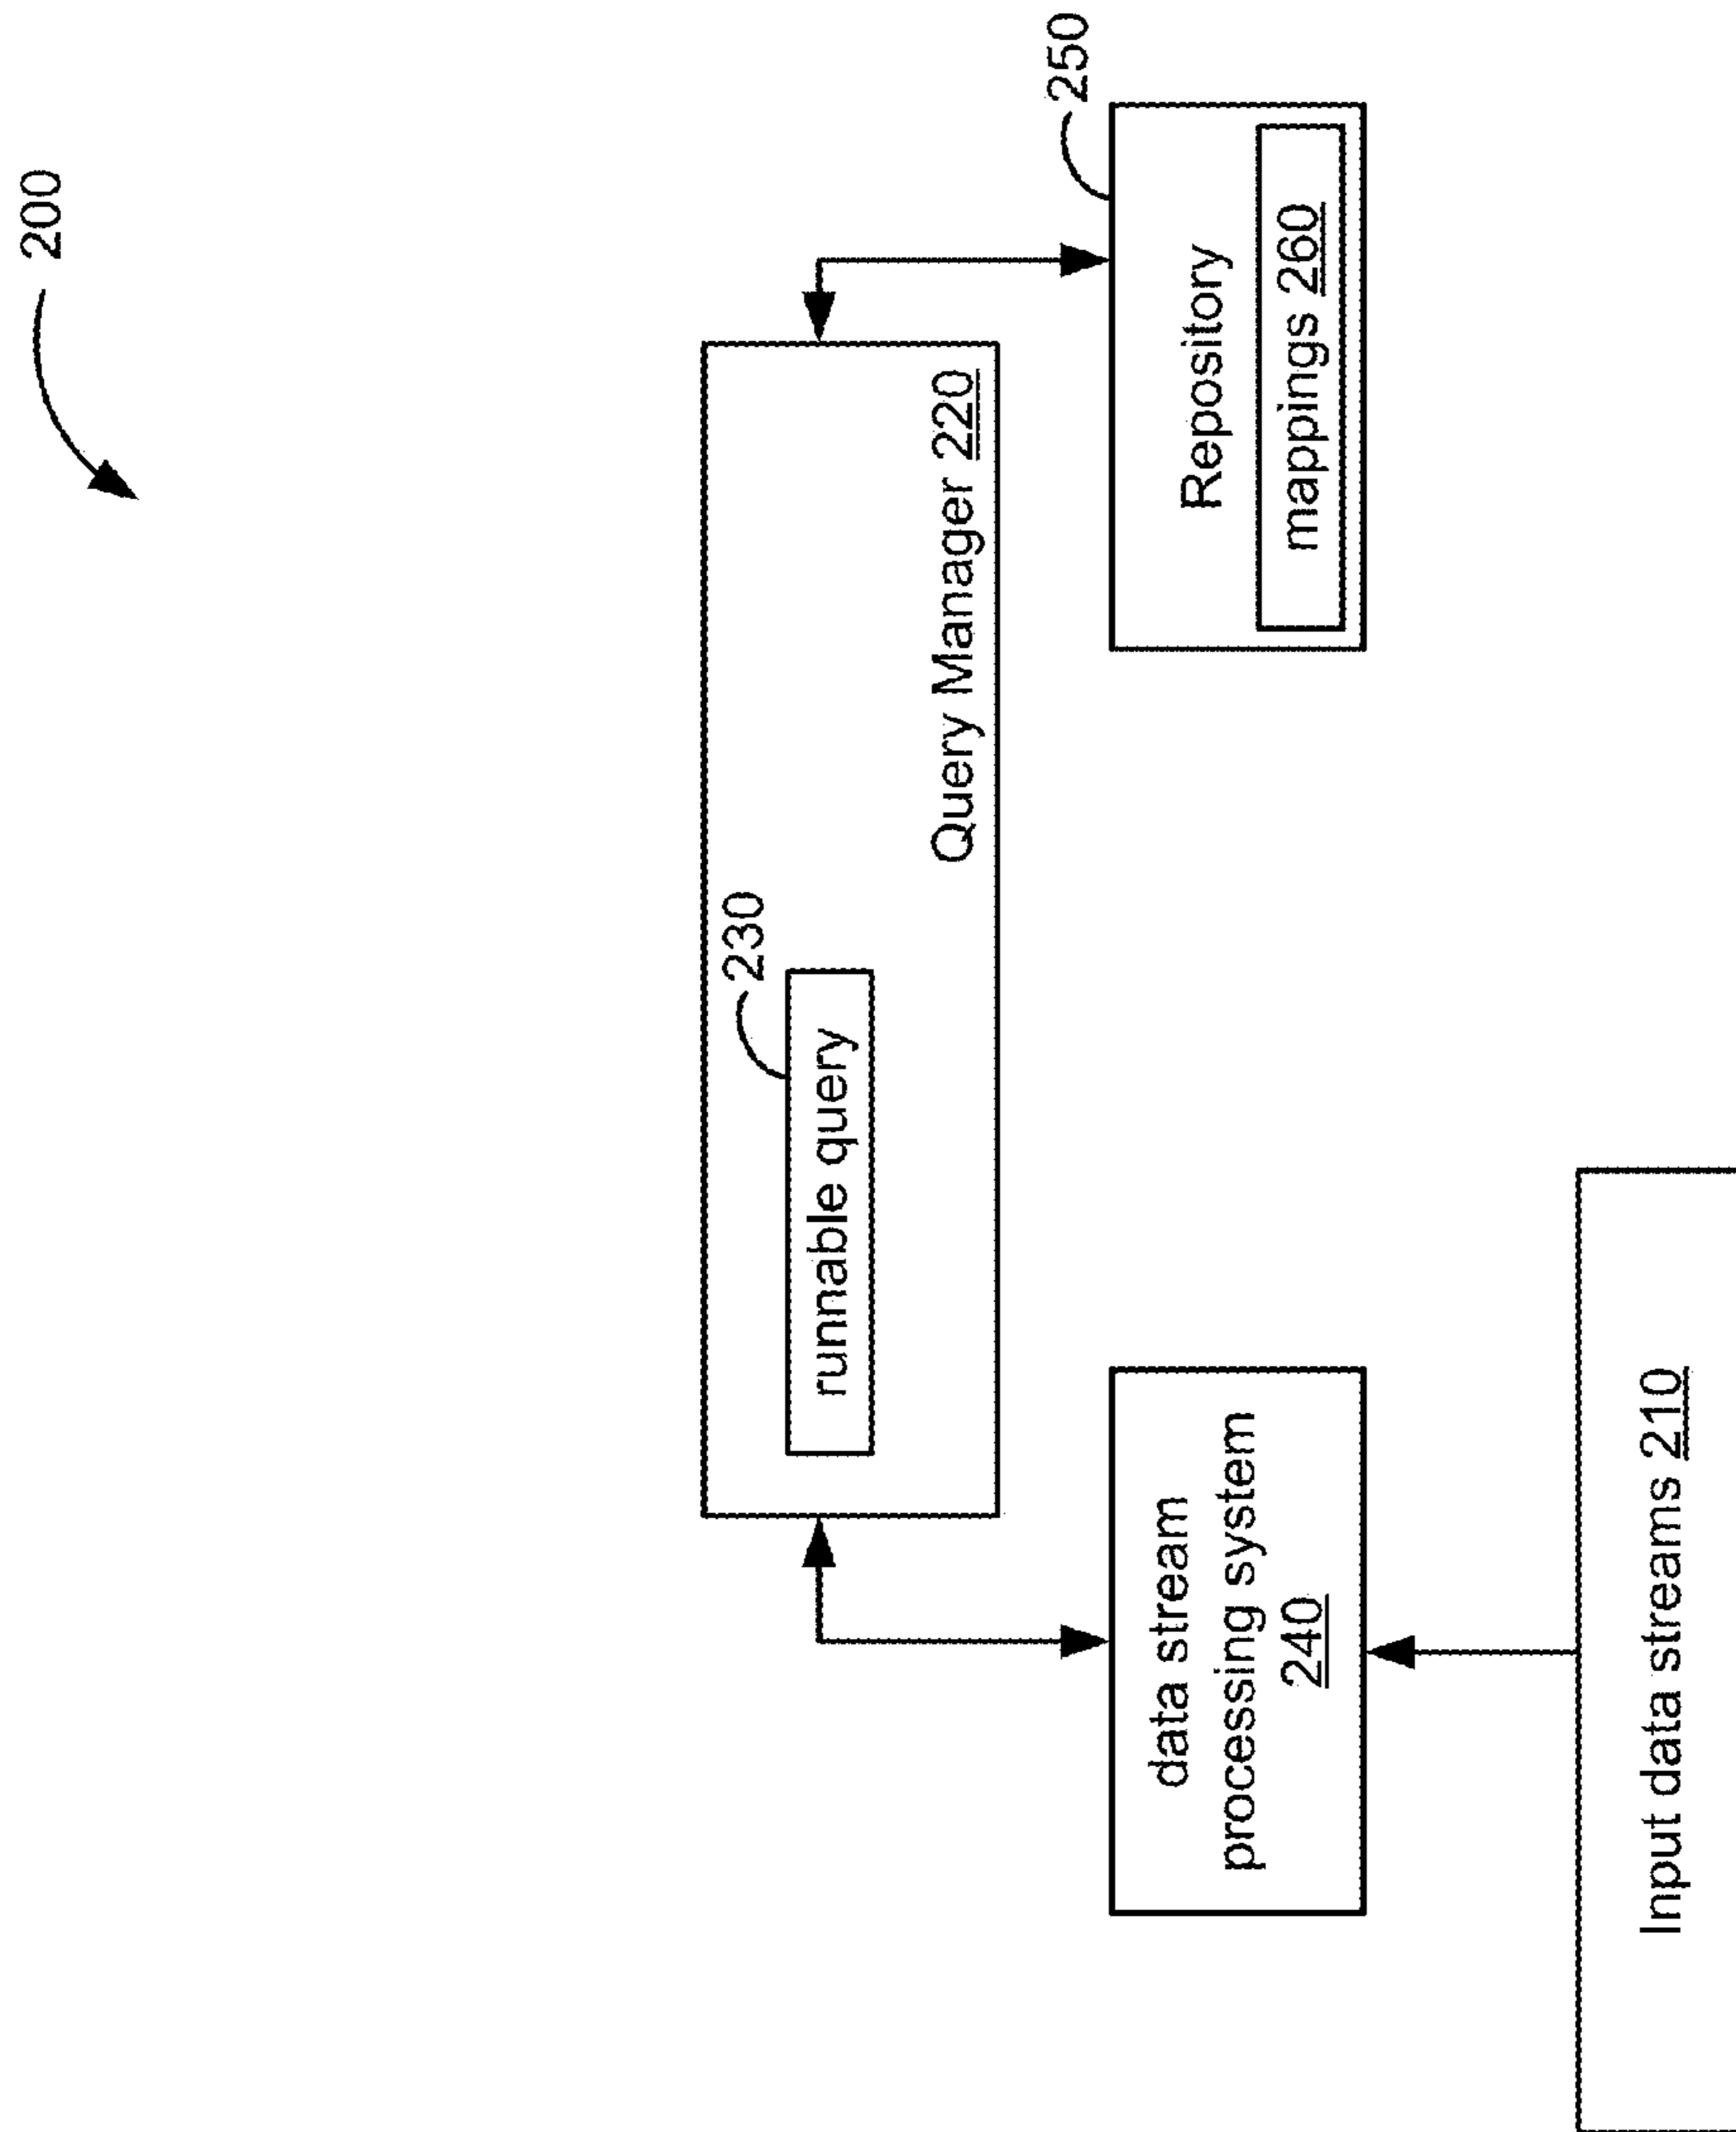 200
230
runnable query
Query Manager 220
250
Repository
mappings 260
data stream
processing system
240
Input data streams 210